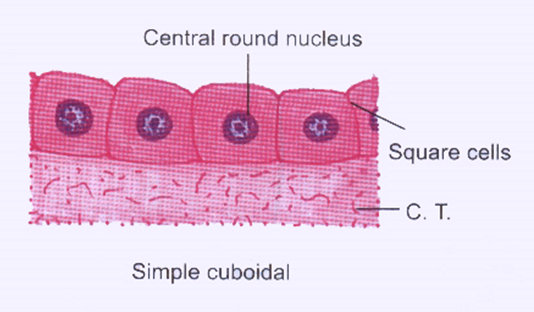 Central round nucleus
Square cells
C. T.
Simple cuboidal